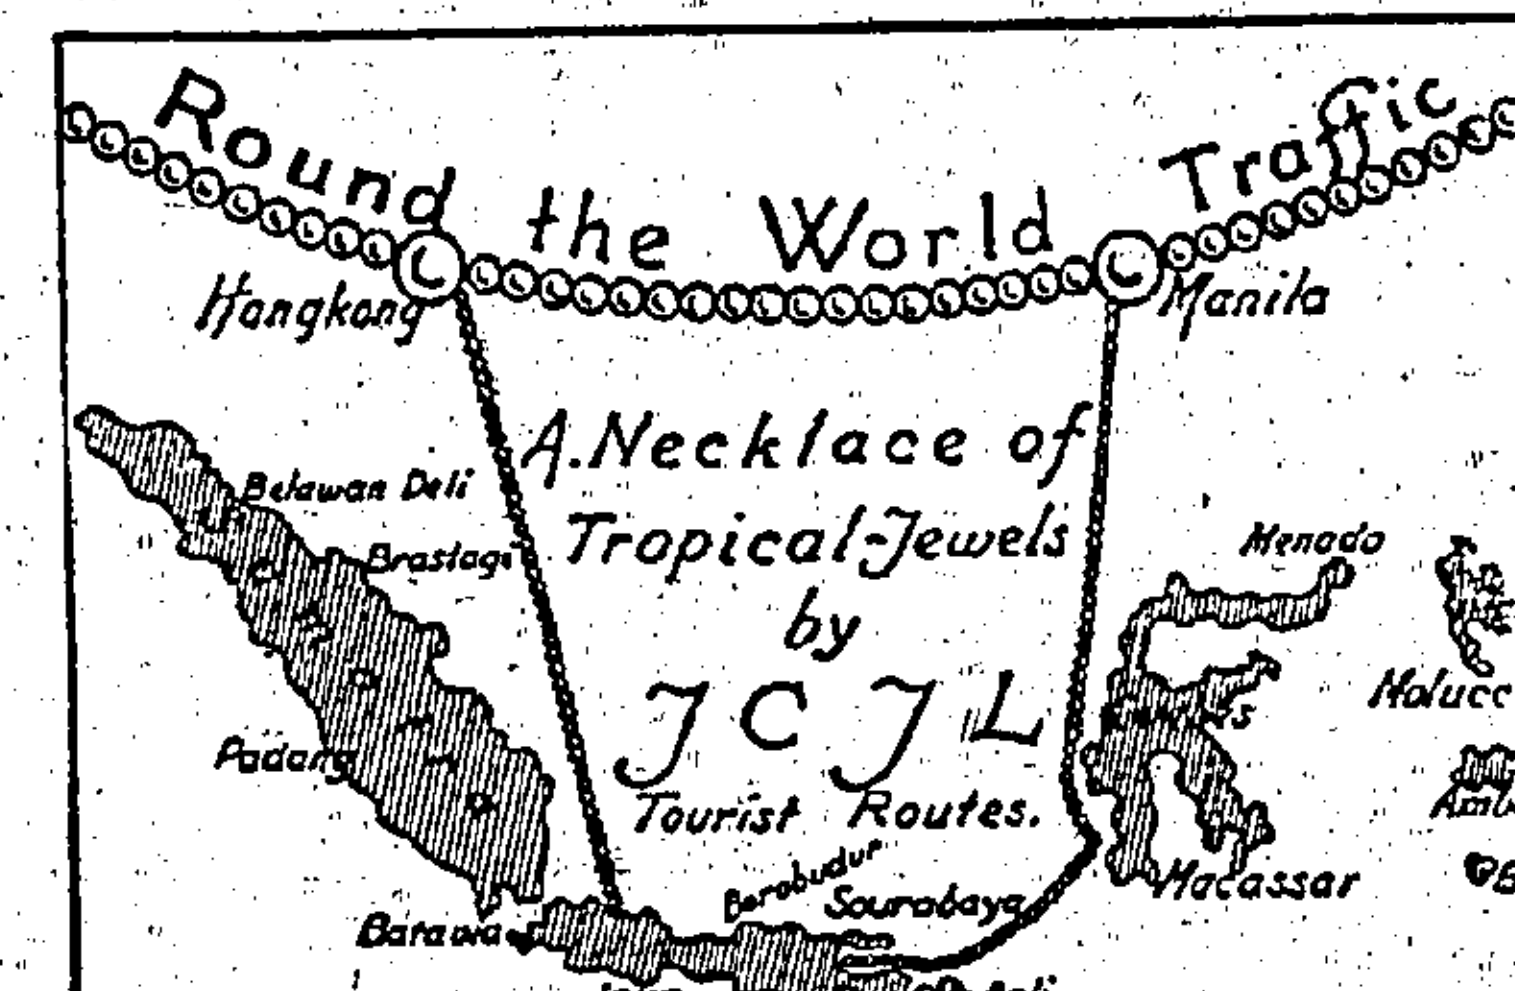 Round the World Traffic
Hongkong
Manila
A Necklace of
Tropical-Jewels
by
JCJL
Tourist Routes.
Belawan Deli
Brastagi
Padang
Batavia
Borobudur
Sourabaya
Menado
Macassar